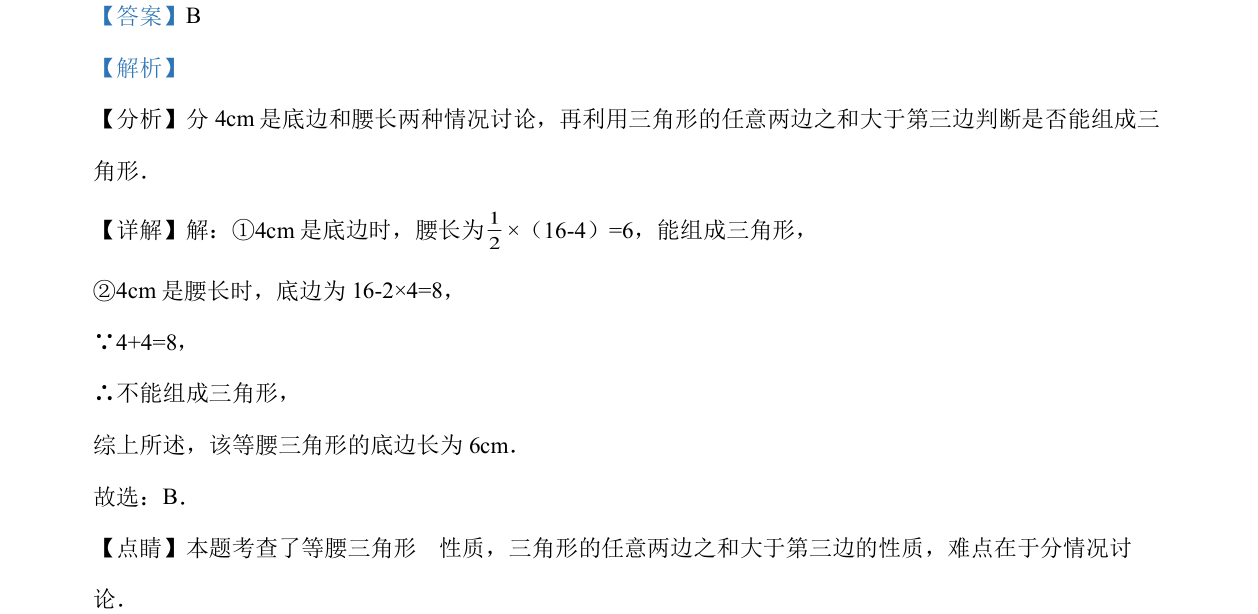 【答案】B
【解析】
【分析】分 4cm 是底边和腰长两种情况讨论，再利用三角形的任意两边之和大于第三边判断是否能组成三
角形．
【详解】解：①4cm 是底边时，腰长为 1/2 ×（16-4）=6，能组成三角形，
②4cm 是腰长时，底边为 16-2×4=8，
∵4+4=8，
∴不能组成三角形，
综上所述，该等腰三角形的底边长为 6cm．
故选：B．
【点睛】本题考查了等腰三角形　性质，三角形的任意两边之和大于第三边的性质，难点在于分情况讨
论．